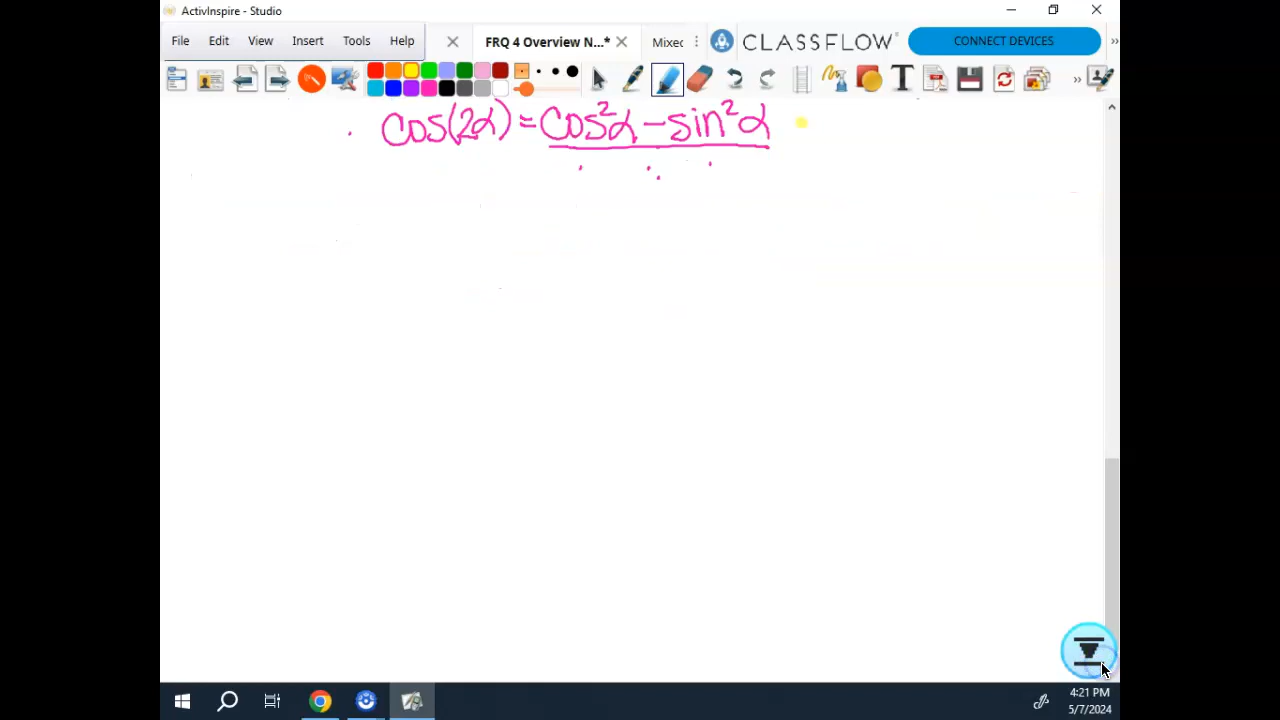 ActivInspire - Studio
File Edit View Insert Tools Help
FRQ 4 Overview N...*
Mixed
CLASSFLOW
CONNECT DEVICES
cos(2α) = cos²α - sin²α
4:21 PM
5/7/2024